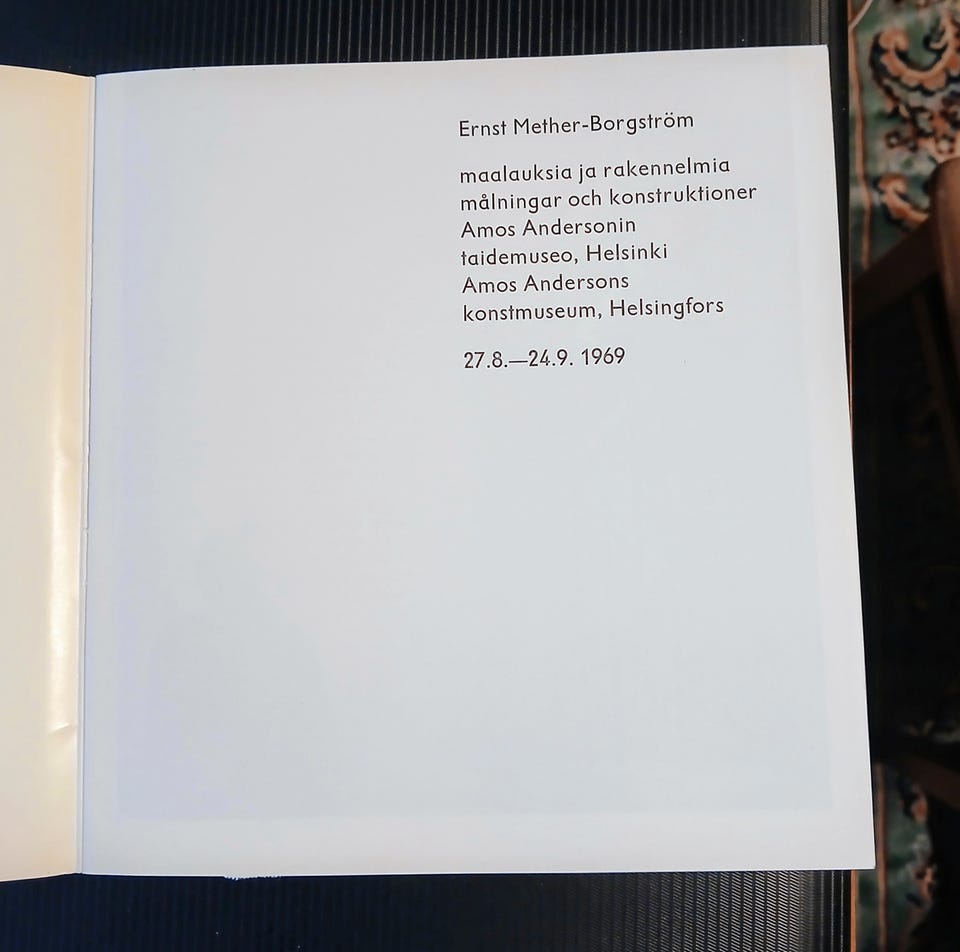 Ernst Mether-Borgström
maalauksia ja rakennelmia
målningar och konstruktioner
Amos Andersonin
taidemuseo, Helsinki
Amos Andersons
konstmuseum, Helsingfors
27.8.—24.9. 1969